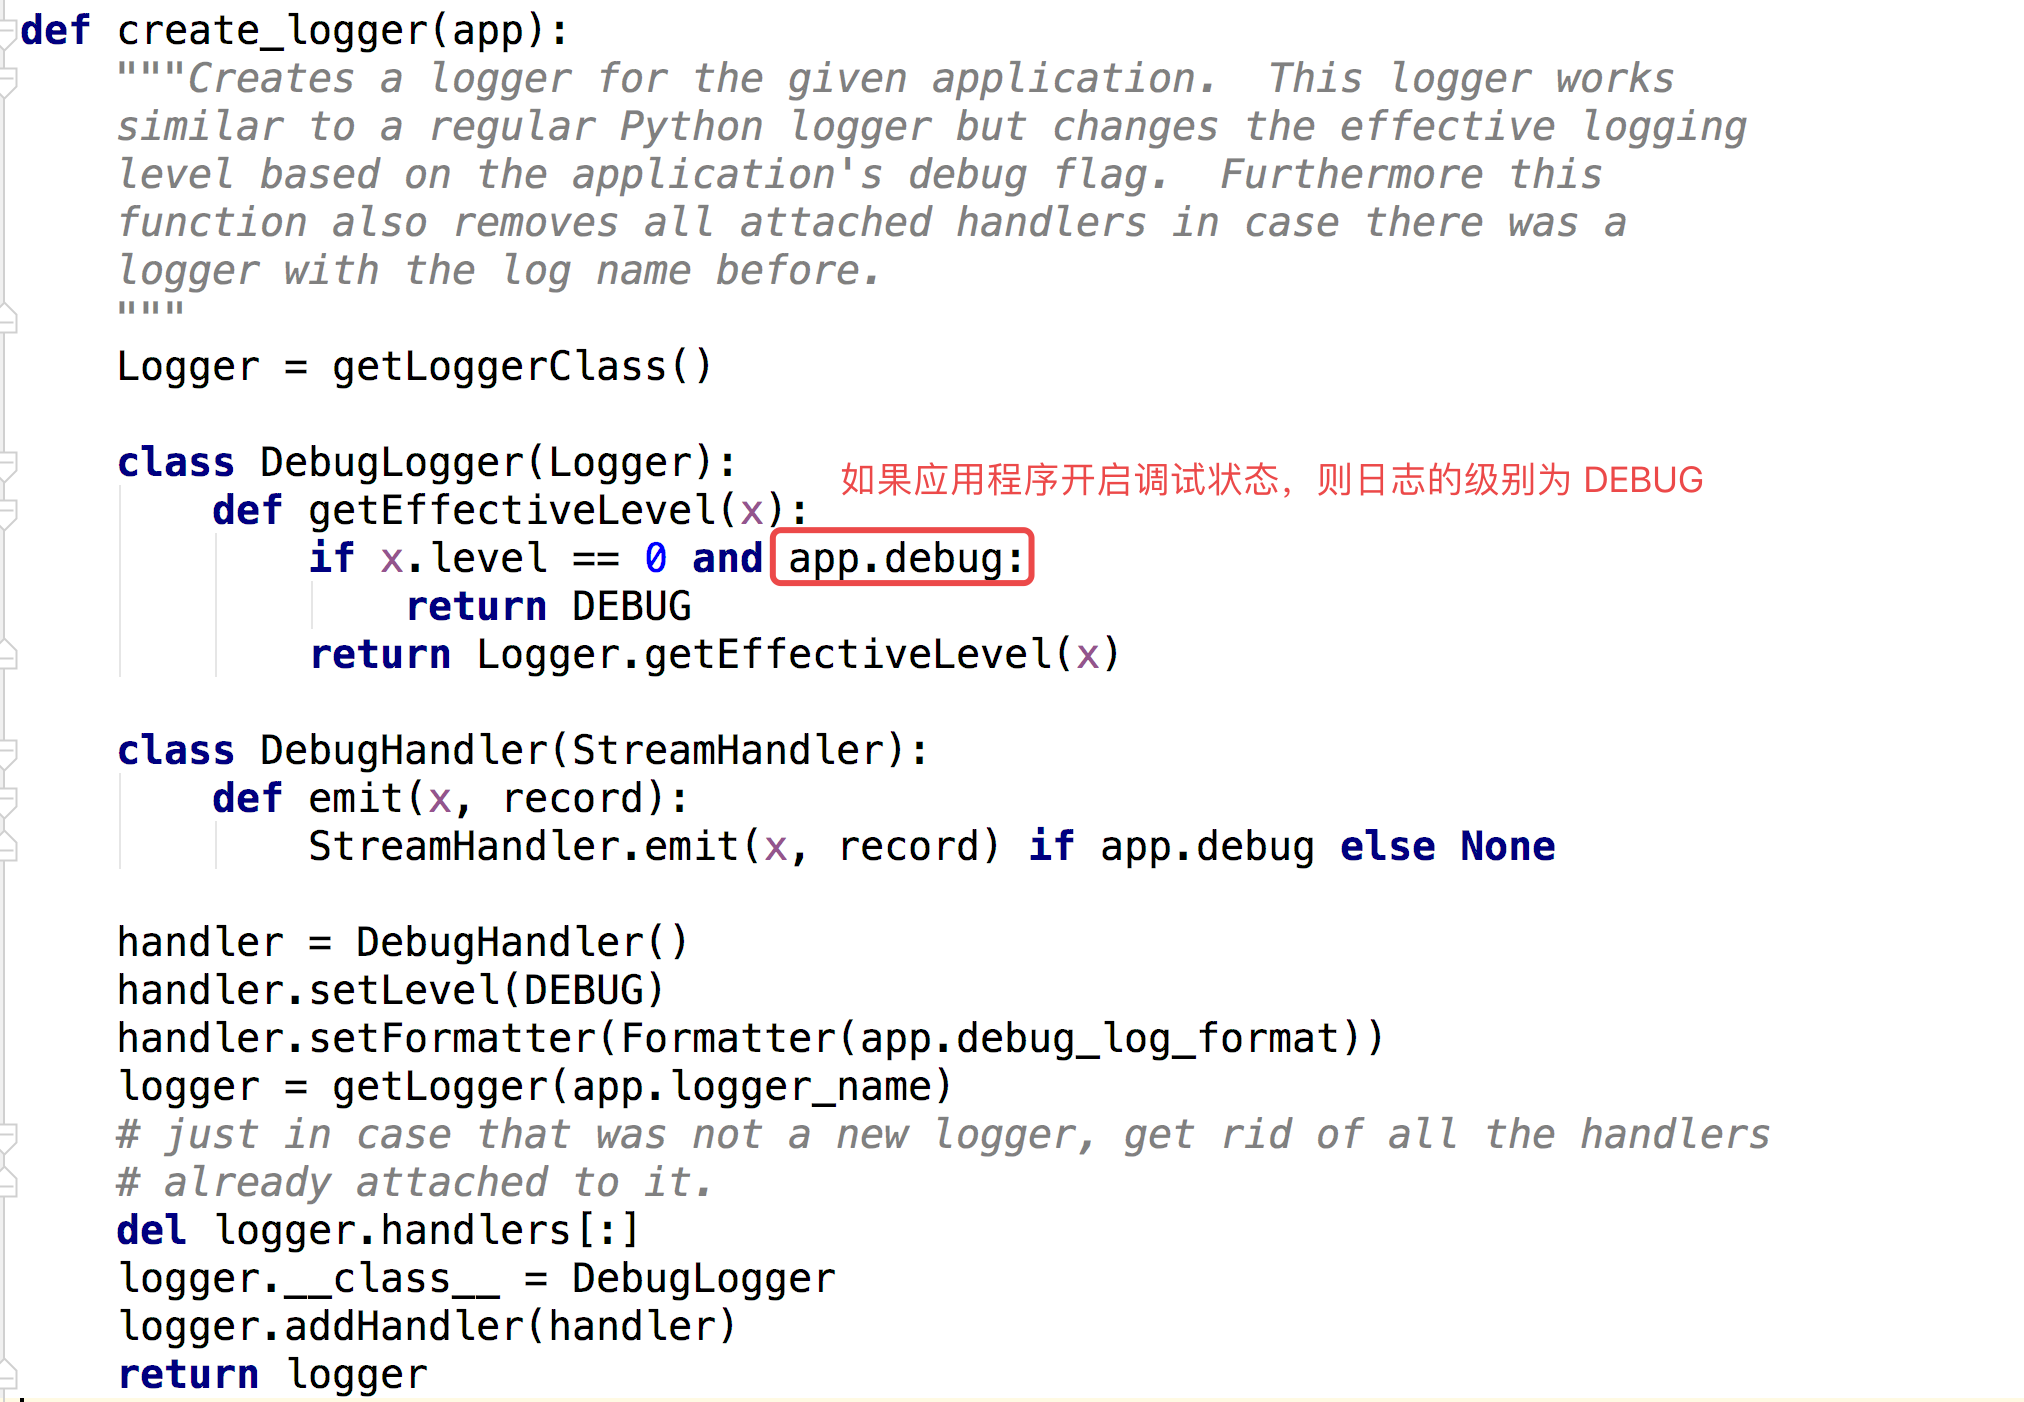 def create_logger(app):
    """Creates a logger for the given application.  This logger works
    similar to a regular Python logger but changes the effective logging
    level based on the application's debug flag.  Furthermore this
    function also removes all attached handlers in case there was a
    logger with the log name before.
    """
    Logger = getLoggerClass()

    class DebugLogger(Logger):
如果应用程序开启调试状态，则日志的级别为 DEBUG
        def getEffectiveLevel(x):
            if x.level == 0 and app.debug:
                return DEBUG
            return Logger.getEffectiveLevel(x)

    class DebugHandler(StreamHandler):
        def emit(x, record):
            StreamHandler.emit(x, record) if app.debug else None

    handler = DebugHandler()
    handler.setLevel(DEBUG)
    handler.setFormatter(Formatter(app.debug_log_format))
    logger = getLogger(app.logger_name)
    # just in case that was not a new logger, get rid of all the handlers
    # already attached to it.
    del logger.handlers[:]
    logger.__class__ = DebugLogger
    logger.addHandler(handler)
    return logger